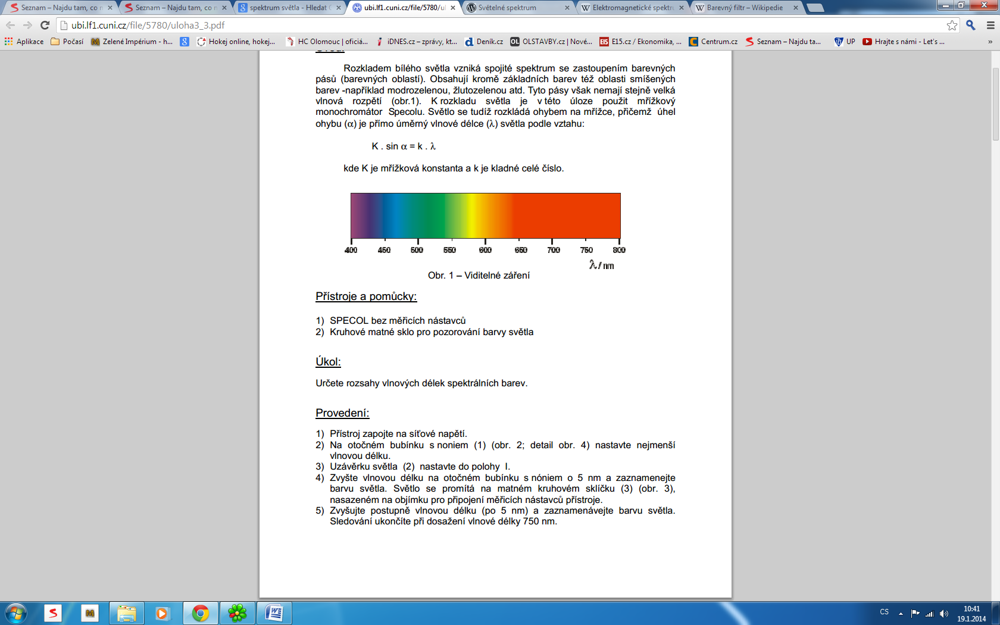 Seznam – Najdu tam, co n
Seznam – Najdu tam, co n
spektrum světla - Hledat G
ubi.lf1.cuni.cz/file/5780/ul
Světelné spektrum
Elektromagnetické spektru
Barevný filtr – Wikipedie
ubi.lf1.cuni.cz/file/5780/uloha3_3.pdf
Aplikace
Počasí
Zelené Impérium - h...
Hokej online, hokej...
HC Olomouc | oficiá...
iDNES.cz – zprávy, kt...
Deník.cz
OLSTAVBY.cz | Nové...
E15.cz / Ekonomika, ...
Centrum.cz
Seznam – Najdu ta...
UP
Hrajte s námi - Let's ...
»
Rozkladem bílého světla vzniká spojité spektrum se zastoupením barevných
pásů (barevných oblastí). Obsahují kromě základních barev též oblasti smíšených
barev -například modrozelenou, žlutozelenou atd. Tyto pásy však nemají stejně velká
vlnová rozpětí (obr.1). K rozkladu světla je v této úloze použit mřížkový
monochromátor Specolu. Světlo se tudíž rozkládá ohybem na mřížce, přičemž úhel
ohybu (α) je přímo úměrný vlnové délce (λ) světla podle vztahu:
K . sin α = k . λ
kde K je mřížková konstanta a k je kladné celé číslo.
400 450 500 550 600 650 700 750 800
λ / nm
Obr. 1 – Viditelné záření
Přístroje a pomůcky:
1) SPECOL bez měřicích nástavců
2) Kruhové matné sklo pro pozorování barvy světla
Úkol:
Určete rozsahy vlnových délek spektrálních barev.
Provedení:
1) Přístroj zapojte na síťové napětí.
2) Na otočném bubínku s noniem (1) (obr. 2; detail obr. 4) nastavte nejmenší
vlnovou délku.
3) Uzávěrku světla (2) nastavte do polohy I.
4) Zvyšte vlnovou délku na otočném bubínku s nóniem o 5 nm a zaznamenejte
barvu světla. Světlo se promítá na matném kruhovém sklíčku (3) (obr. 3),
nasazeném na objímku pro připojení měřicích nástavců přístroje.
5) Zvyšujte postupně vlnovou délku (po 5 nm) a zaznamenávejte barvu světla.
Sledování ukončíte při dosažení vlnové délky 750 nm.
CS
10:41
19.1.2014